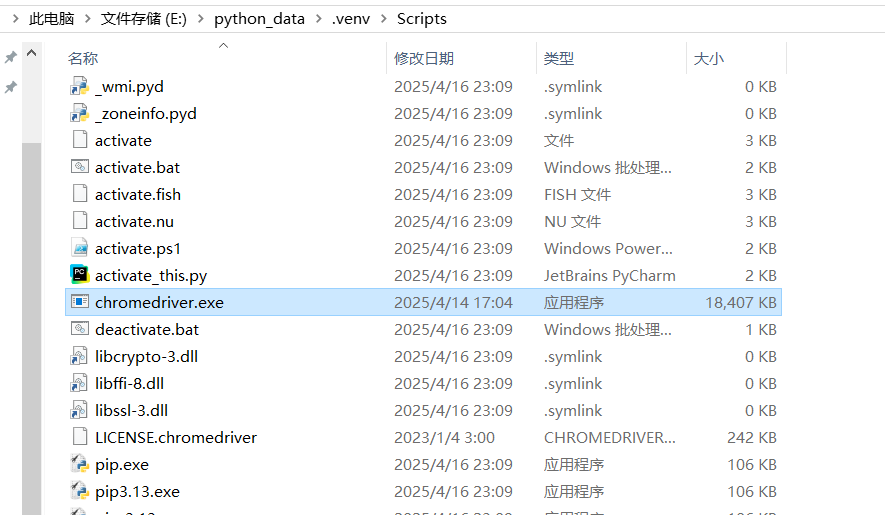 此电脑 > 文件存储 (E:) > python_data > .venv > Scripts
名称 修改日期 类型 大小
_wmi.pyd 2025/4/16 23:09 .symlink 0 KB
_zoneinfo.pyd 2025/4/16 23:09 .symlink 0 KB
activate 2025/4/16 23:09 文件 3 KB
activate.bat 2025/4/16 23:09 Windows 批处理... 2 KB
activate.fish 2025/4/16 23:09 FISH 文件 3 KB
activate.nu 2025/4/16 23:09 NU 文件 3 KB
activate.ps1 2025/4/16 23:09 Windows Power... 2 KB
activate_this.py 2025/4/16 23:09 JetBrains PyCharm 2 KB
chromedriver.exe 2025/4/14 17:04 应用程序 18,407 KB
deactivate.bat 2025/4/16 23:09 Windows 批处理... 1 KB
libcrypto-3.dll 2025/4/16 23:09 .symlink 0 KB
libffi-8.dll 2025/4/16 23:09 .symlink 0 KB
libssl-3.dll 2025/4/16 23:09 .symlink 0 KB
LICENSE.chromedriver 2023/1/4 3:00 CHROMEDRIVER... 242 KB
pip.exe 2025/4/16 23:09 应用程序 106 KB
pip3.13.exe 2025/4/16 23:09 应用程序 106 KB